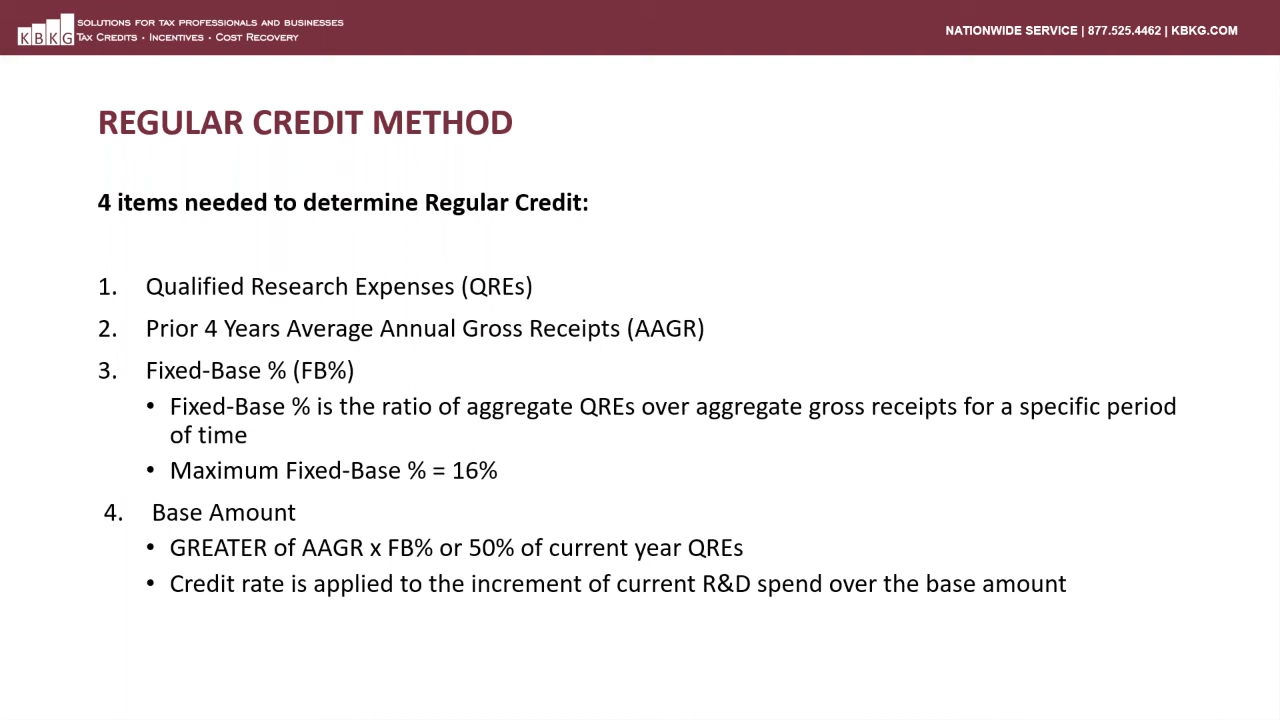 KBKG
SOLUTIONS FOR TAX PROFESSIONALS AND BUSINESSES
TAX CREDITS · INCENTIVES · COST RECOVERY
NATIONWIDE SERVICE | 877.525.4462 | KBKG.COM
REGULAR CREDIT METHOD
4 items needed to determine Regular Credit:
1. Qualified Research Expenses (QREs)
2. Prior 4 Years Average Annual Gross Receipts (AAGR)
3. Fixed-Base % (FB%)
• Fixed-Base % is the ratio of aggregate QREs over aggregate gross receipts for a specific period
of time
• Maximum Fixed-Base % = 16%
4. Base Amount
• GREATER of AAGR x FB% or 50% of current year QREs
• Credit rate is applied to the increment of current R&D spend over the base amount